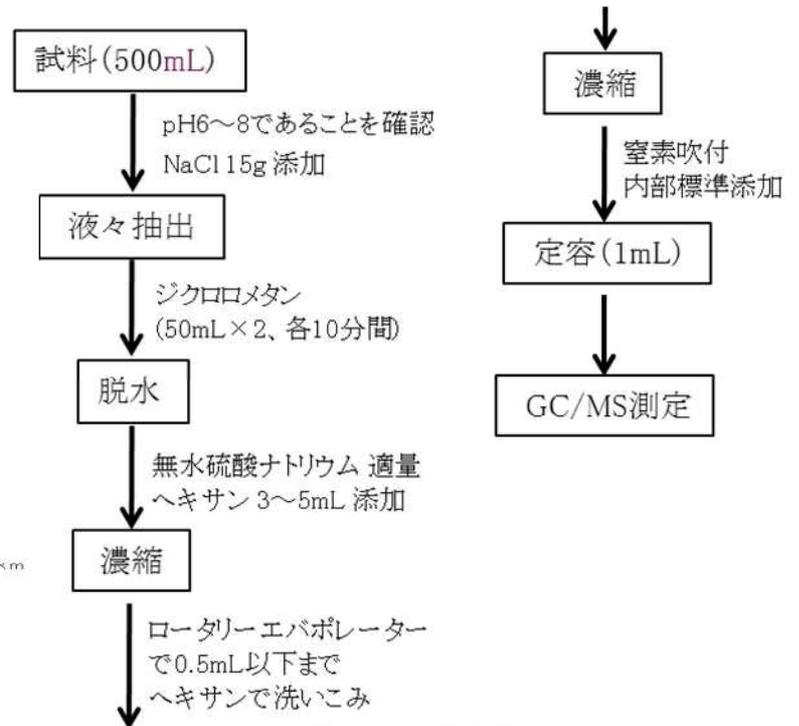 試料(500mL)
pH6～8であることを確認
NaCl 15g 添加
液々抽出
ジクロロメタン
(50mL×2、各10分間)
脱水
無水硫酸ナトリウム 適量
ヘキサン 3～5mL 添加
濃縮
ロータリーエバポレーター
で0.5mL以下まで
ヘキサンで洗いこみ
濃縮
窒素吹付
内部標準添加
定容(1mL)
GC/MS測定